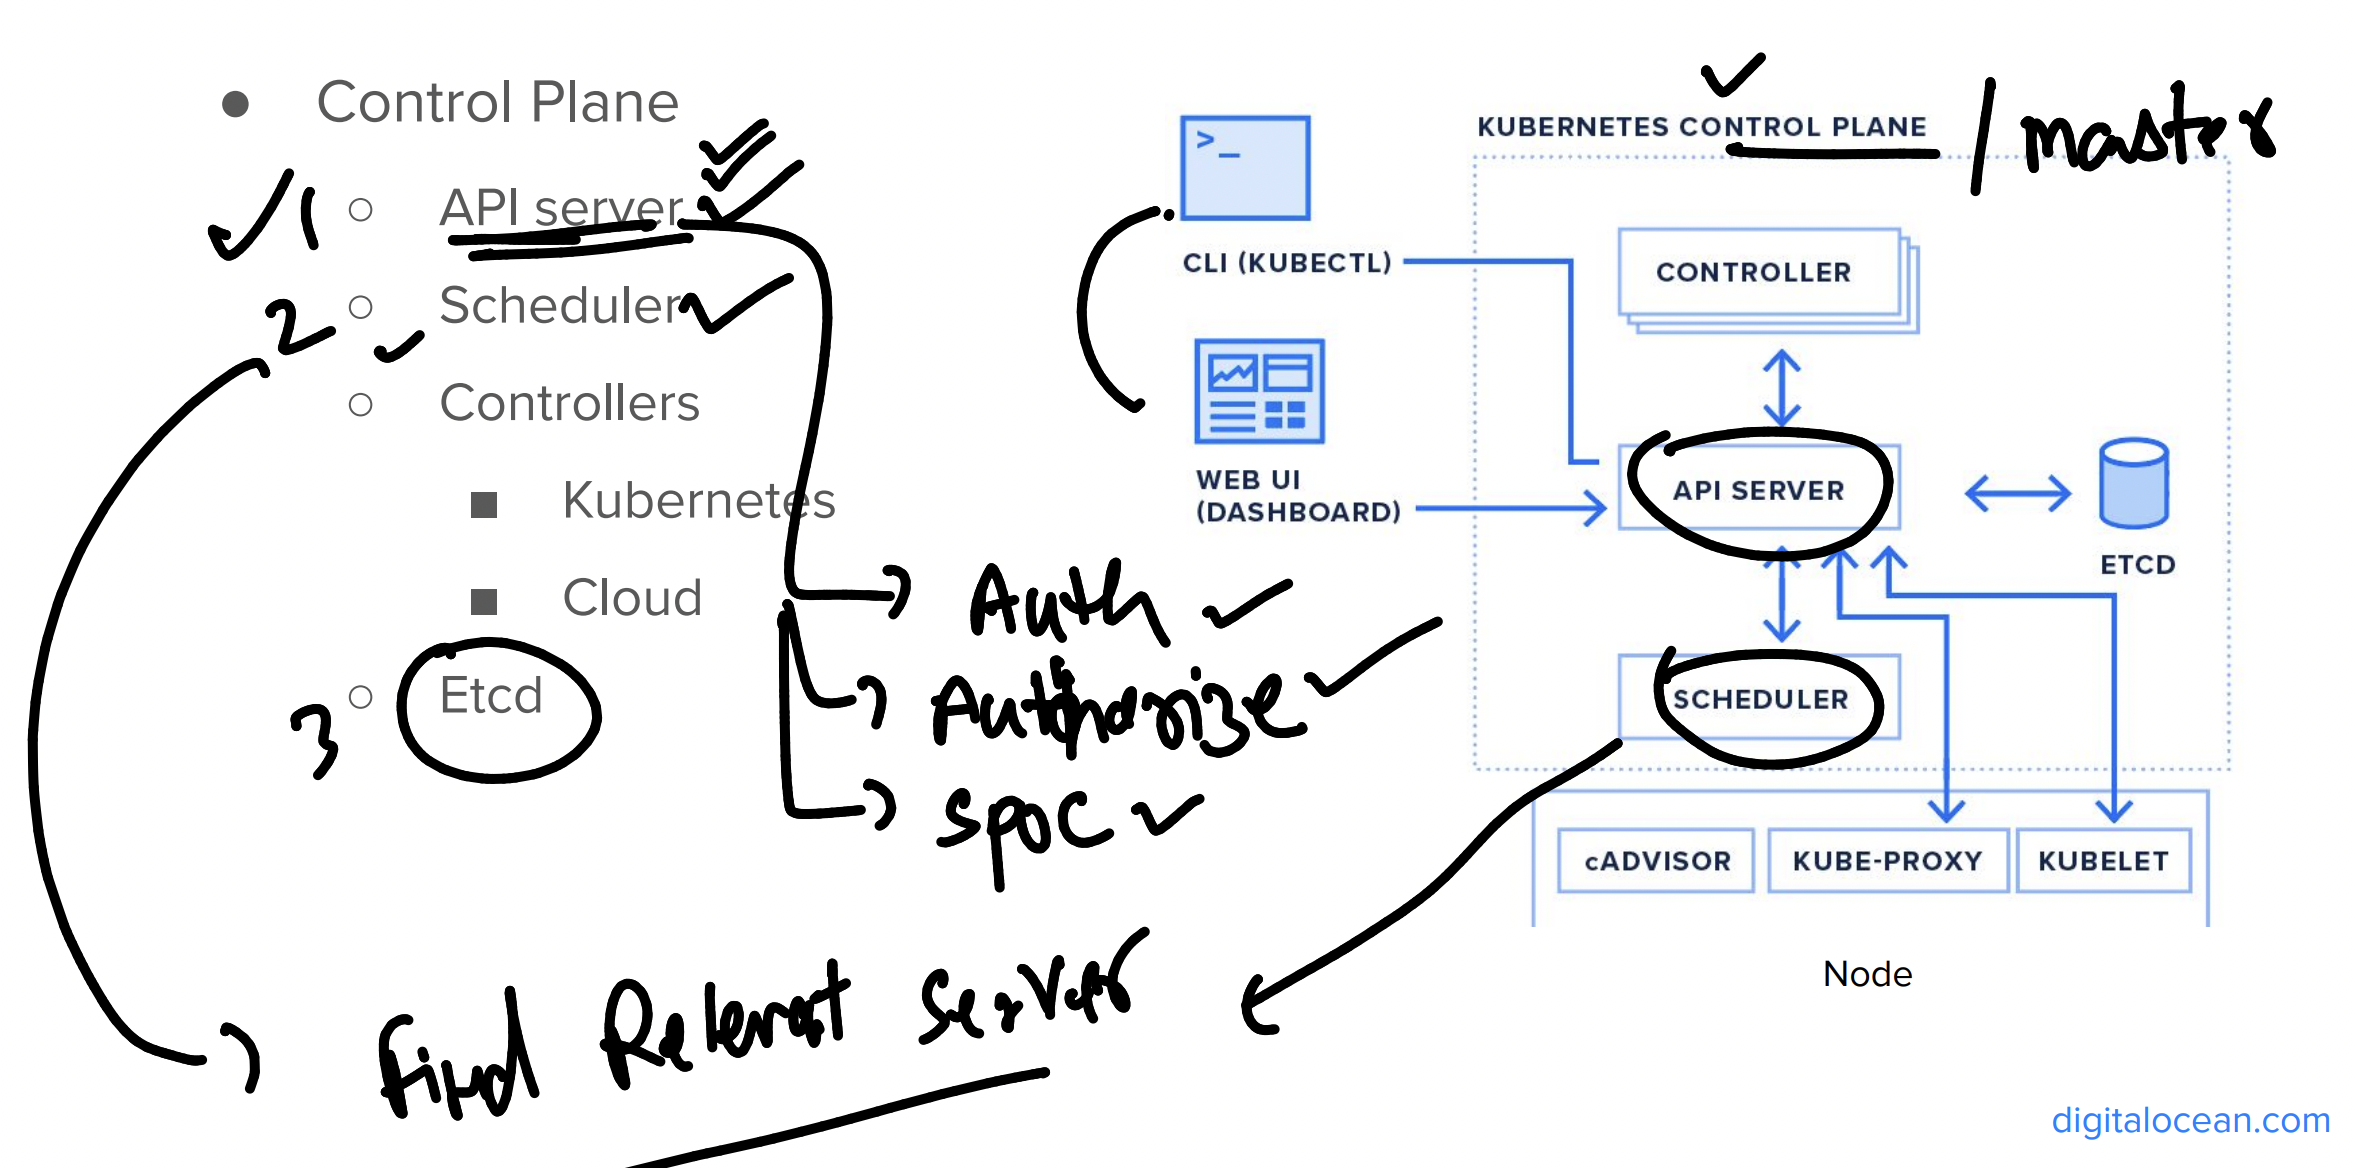 Control Plane
1 API server
2 Scheduler
Controllers
Kubernetes
Cloud
3 Etcd
Auth
Authorize
SPOC
Find Relevant Server
KUBERNETES CONTROL PLANE / master
>_
CLI (KUBECTL)
WEB UI
(DASHBOARD)
CONTROLLER
API SERVER
ETCD
SCHEDULER
cADVISOR
KUBE-PROXY
KUBELET
Node
digitalocean.com